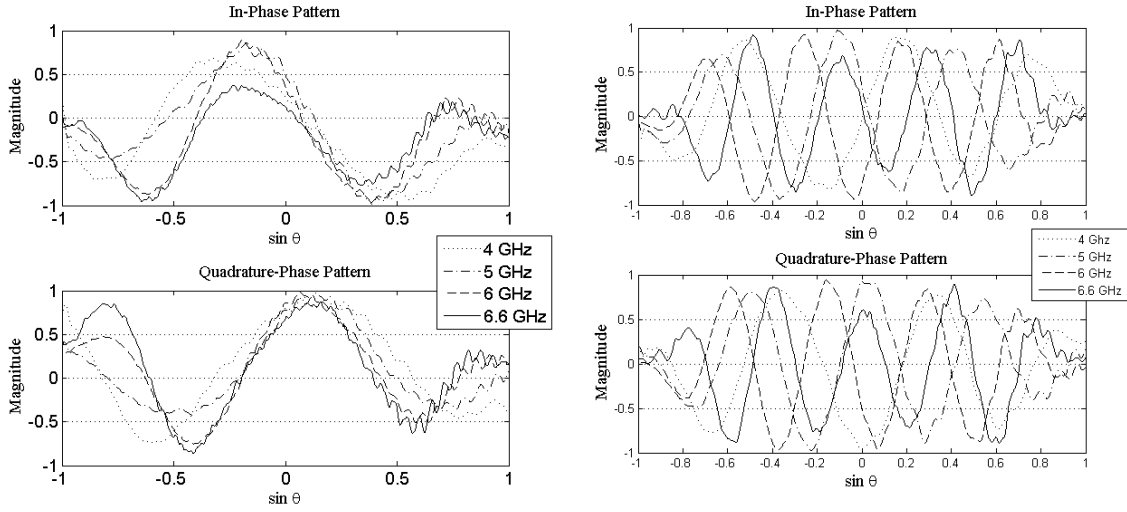 In-Phase Pattern
Magnitude
1
0.5
0
-0.5
-1
-1 -0.5 0 0.5 1
sin θ
Quadrature-Phase Pattern
Magnitude
1
0.5
0
-0.5
-1
-1 -0.5 0 0.5 1
sin θ
4 GHz
5 GHz
6 GHz
6.6 GHz
In-Phase Pattern
Magnitude
1
0.5
0
-0.5
-1
-1 -0.8 -0.6 -0.4 -0.2 0 0.2 0.4 0.6 0.8 1
sin θ
Quadrature-Phase Pattern
Magnitude
1
0.5
0
-0.5
-1
-1 -0.8 -0.6 -0.4 -0.2 0 0.2 0.4 0.6 0.8 1
sin θ
4 Ghz
5 GHz
6 GHz
6.6 GHz